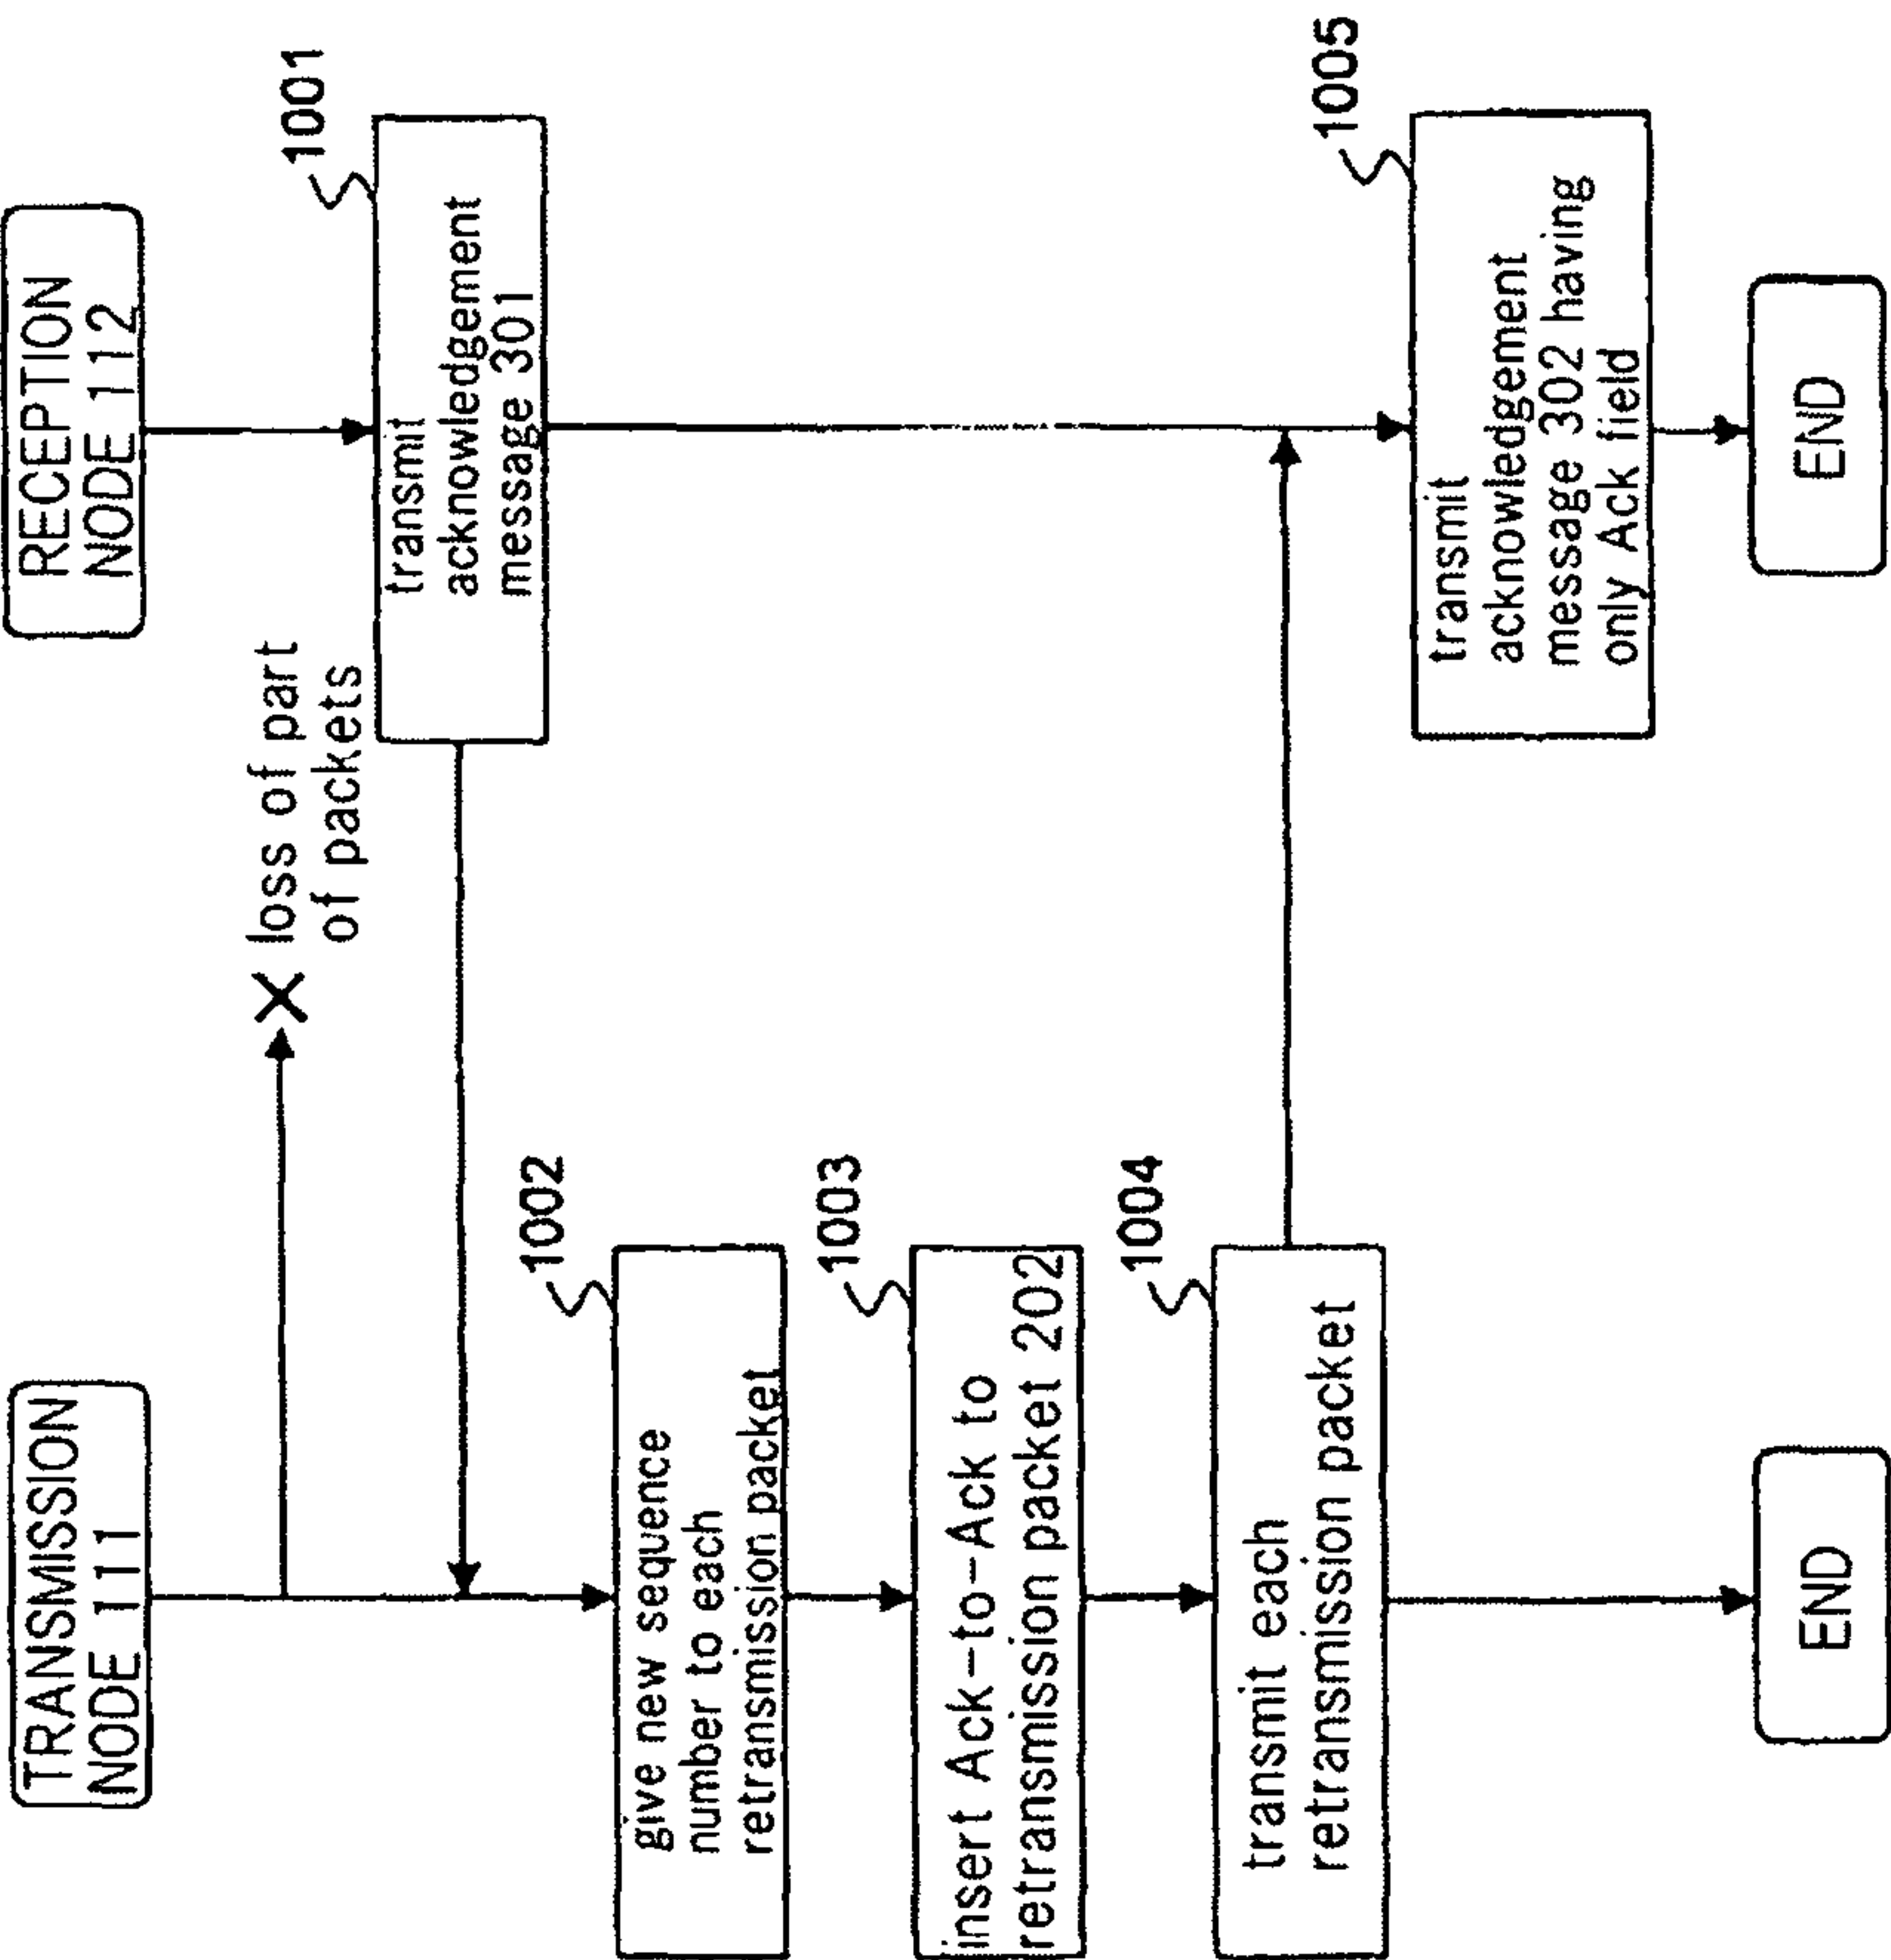 TRANSMISSION
NODE 111
RECEPTION
NODE 112
X loss of part
of packets
1001
transmit
acknowledgement
message 301
1002
give new sequence
number to each
retransmission packet
1003
insert Ack-to-Ack to
retransmission packet 202
1004
transmit each
retransmission packet
1005
transmit
acknowledgement
message 302 having
only Ack field
END
END